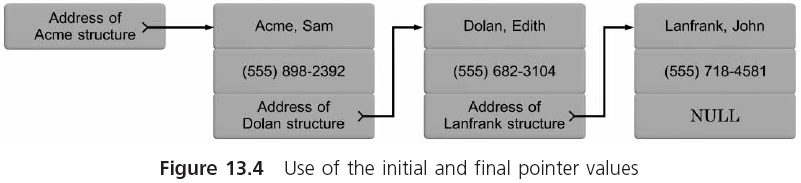 Address of
Acme structure
Acme, Sam
(555) 898-2392
Address of
Dolan structure
Dolan, Edith
(555) 682-3104
Address of
Lanfrank structure
Lanfrank, John
(555) 718-4581
NULL
Figure 13.4 Use of the initial and final pointer values